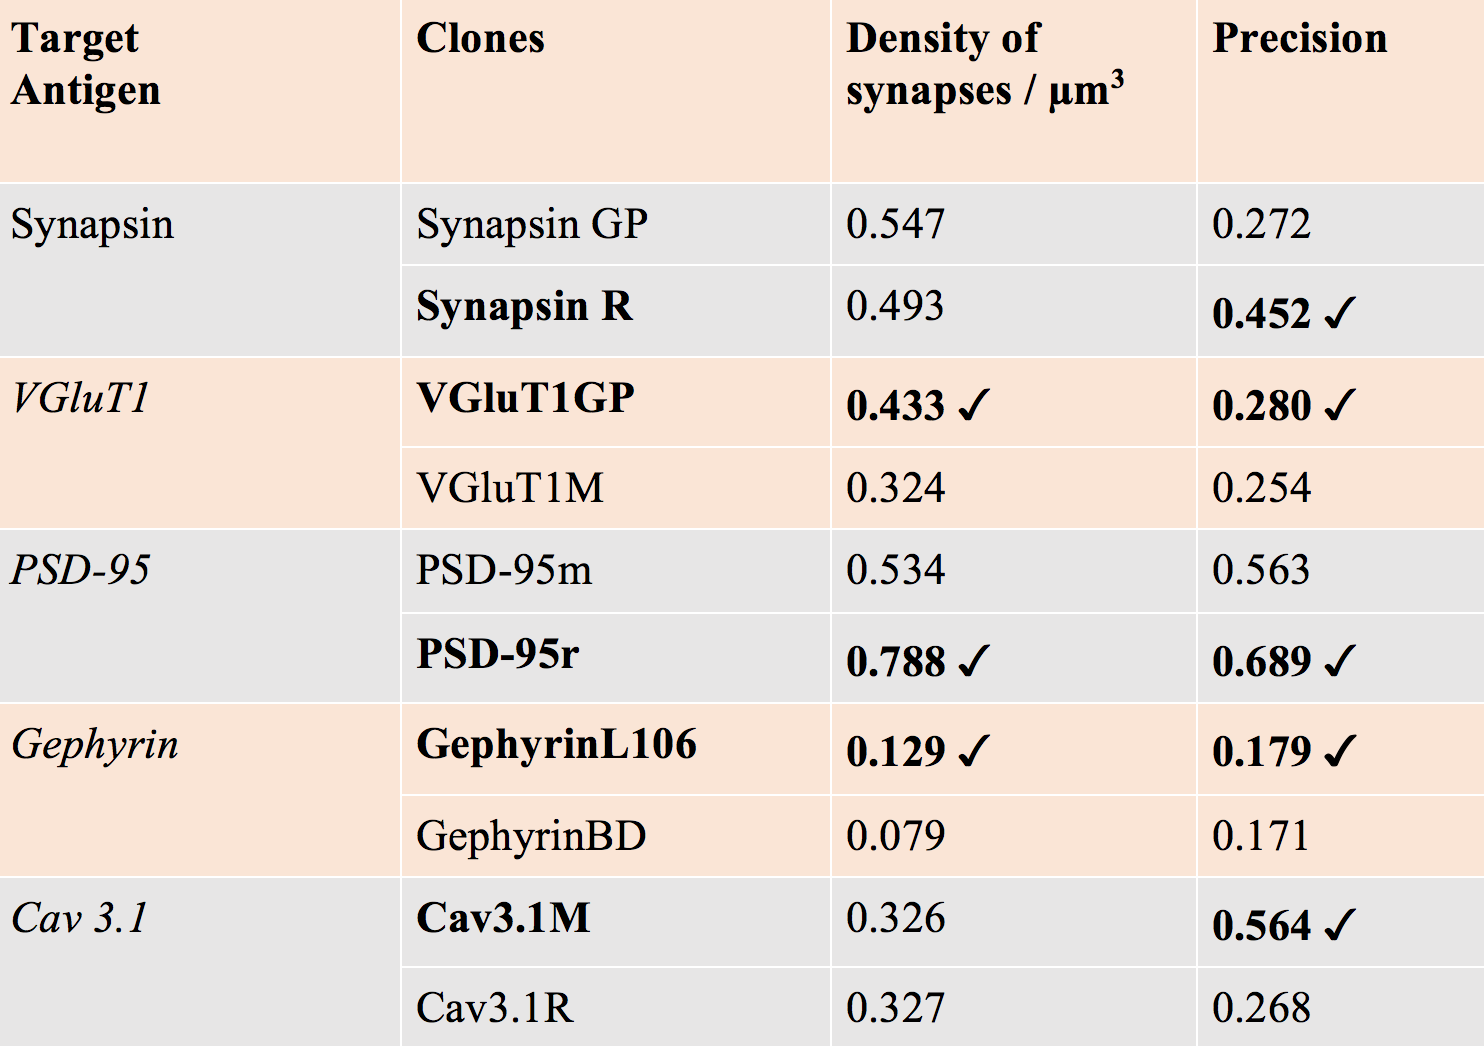 Target Antigen Clones Density of synapses / μm³ Precision
Synapsin Synapsin GP 0.547 0.272
Synapsin R 0.493 0.452 ✓
VGluT1 VGluT1GP 0.433 ✓ 0.280 ✓
VGluT1M 0.324 0.254
PSD-95 PSD-95m 0.534 0.563
PSD-95r 0.788 ✓ 0.689 ✓
Gephyrin GephyrinL106 0.129 ✓ 0.179 ✓
GephyrinBD 0.079 0.171
Cav 3.1 Cav3.1M 0.326 0.564 ✓
Cav3.1R 0.327 0.268